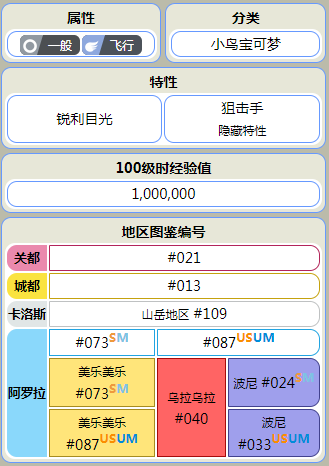 属性
分类
一般 飞行
小鸟宝可梦
特性
锐利目光
狙击手
隐藏特性
100级时经验值
1,000,000
地区图鉴编号
关都
#021
城都
#013
卡洛斯
山岳地区 #109
阿罗拉
#073SM
#087USUM
美乐美乐
#073SM
乌拉乌拉
#040
波尼 #024SM
美乐美乐
#087USUM
波尼
#033USUM